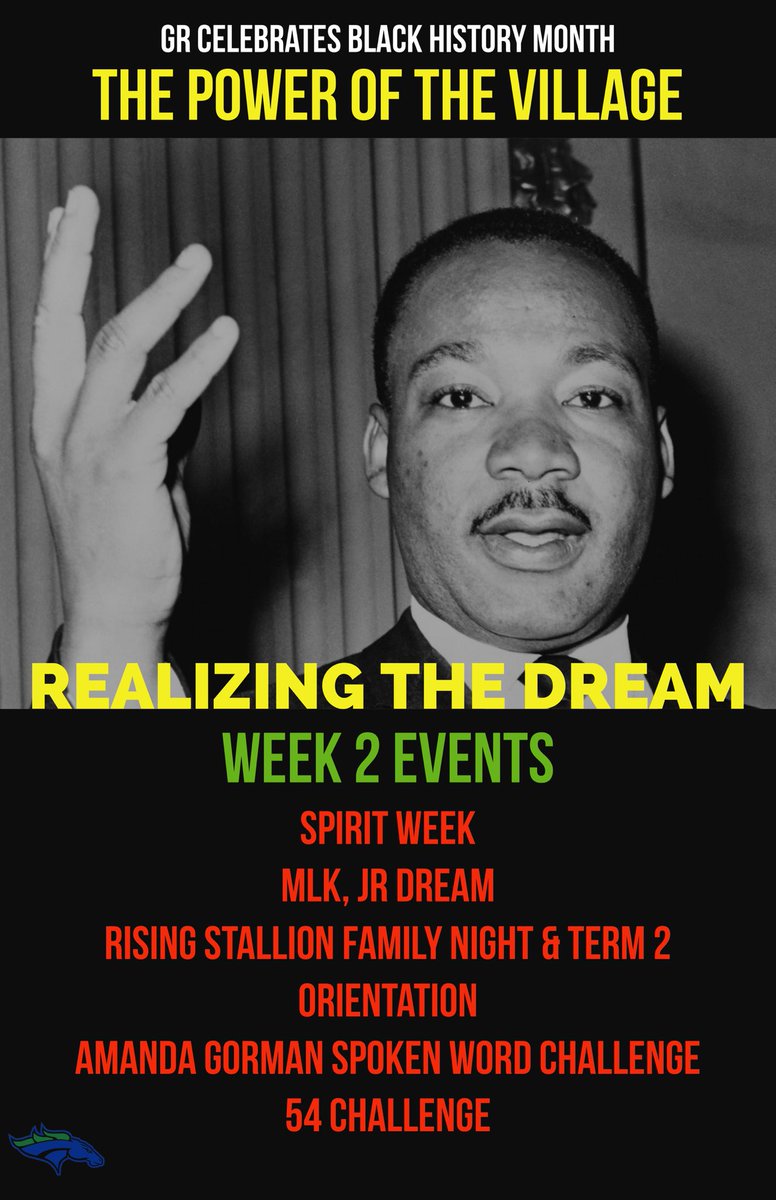 GR CELEBRATES BLACK HISTORY MONTH
THE POWER OF THE VILLAGE
REALIZING THE DREAM
WEEK 2 EVENTS
SPIRIT WEEK
MLK, JR DREAM
RISING STALLION FAMILY NIGHT & TERM 2
ORIENTATION
AMANDA GORMAN SPOKEN WORD CHALLENGE
54 CHALLENGE